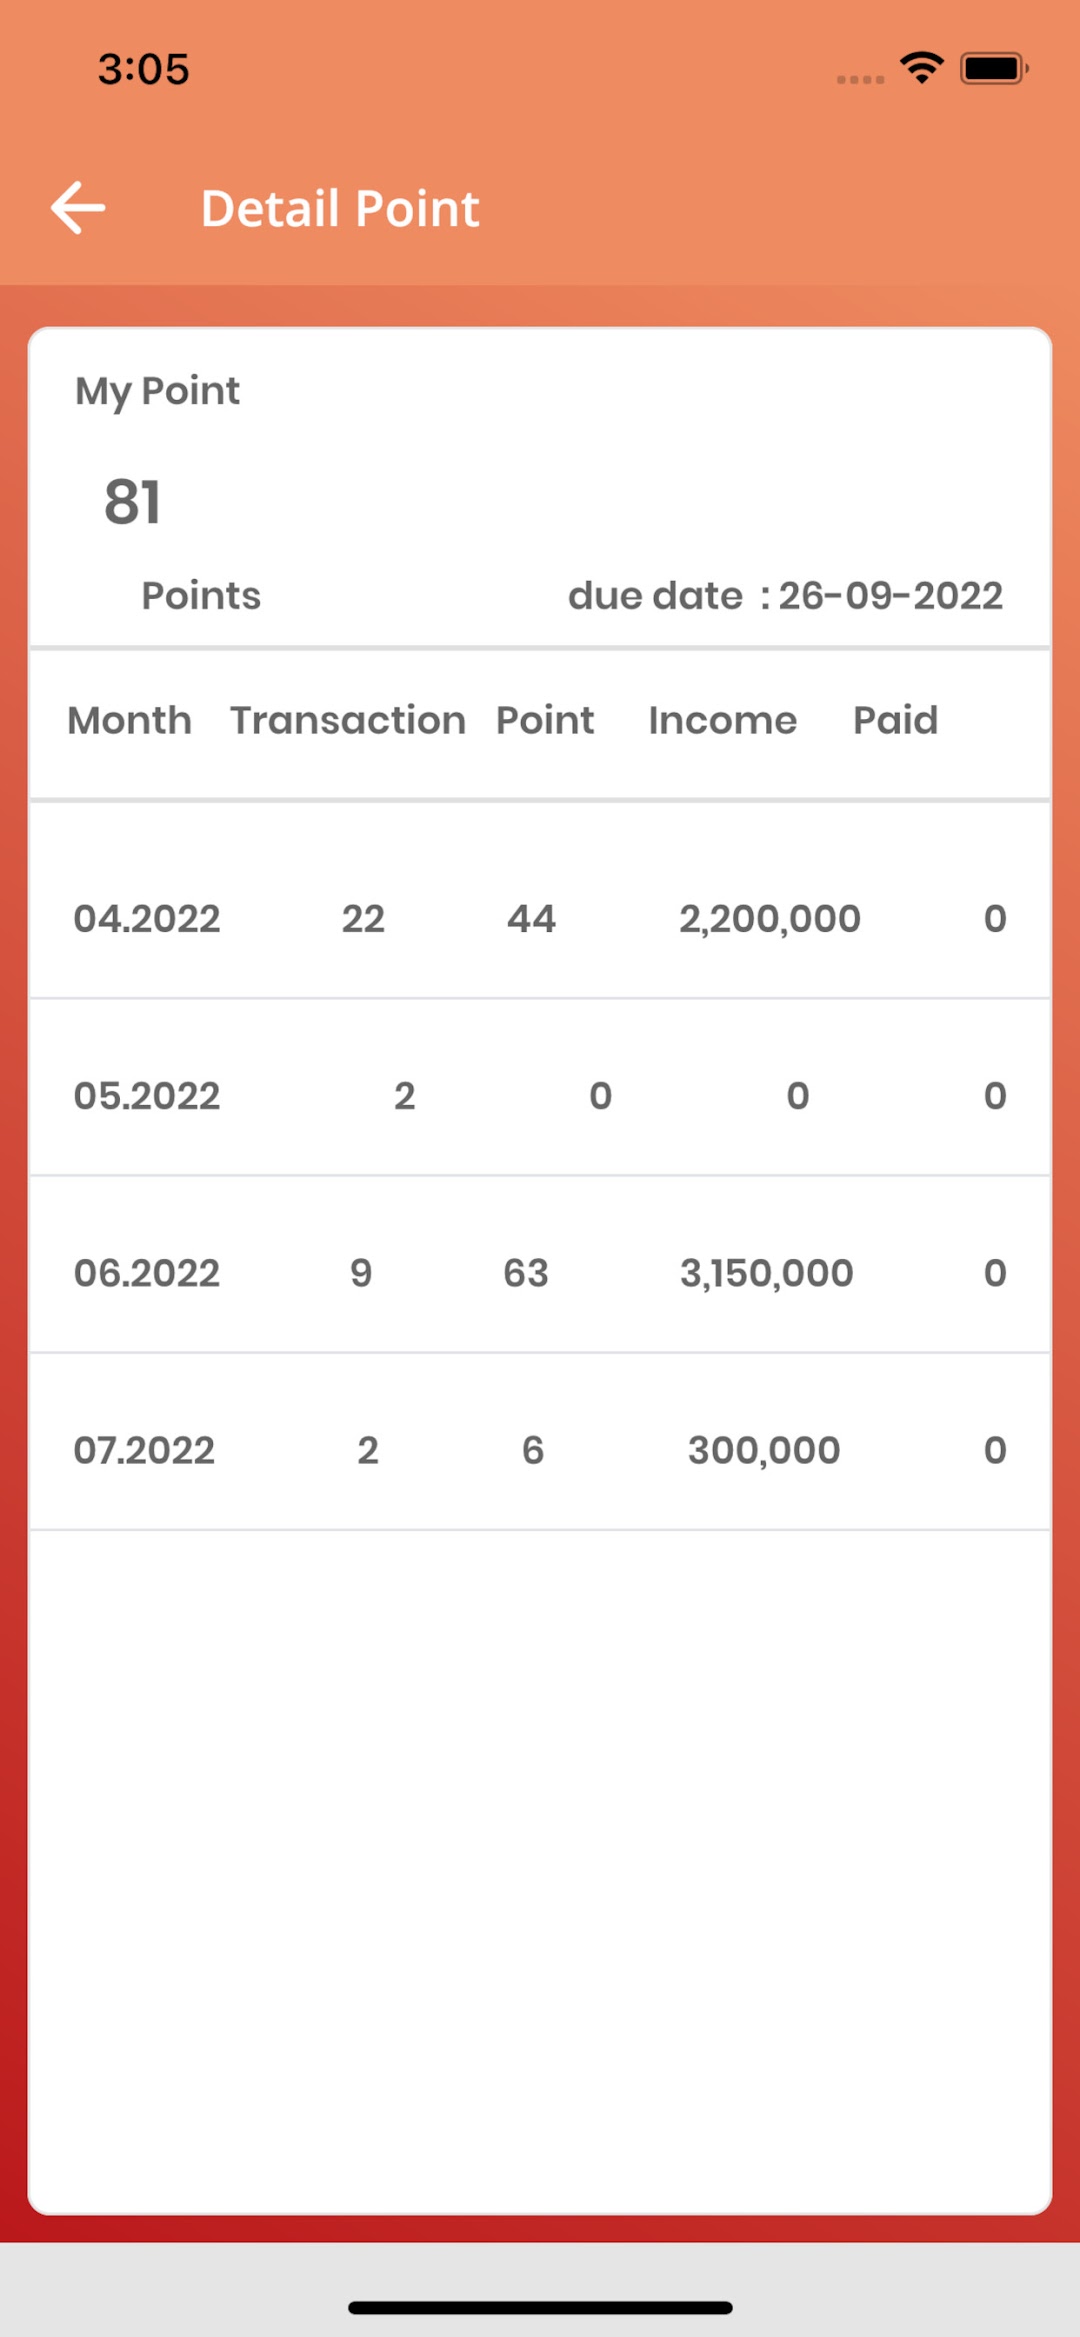 3:05
Detail Point
My Point
81
Points due date : 26-09-2022
Month Transaction Point Income Paid
04.2022 22 44 2,200,000 0
05.2022 2 0 0 0
06.2022 9 63 3,150,000 0
07.2022 2 6 300,000 0